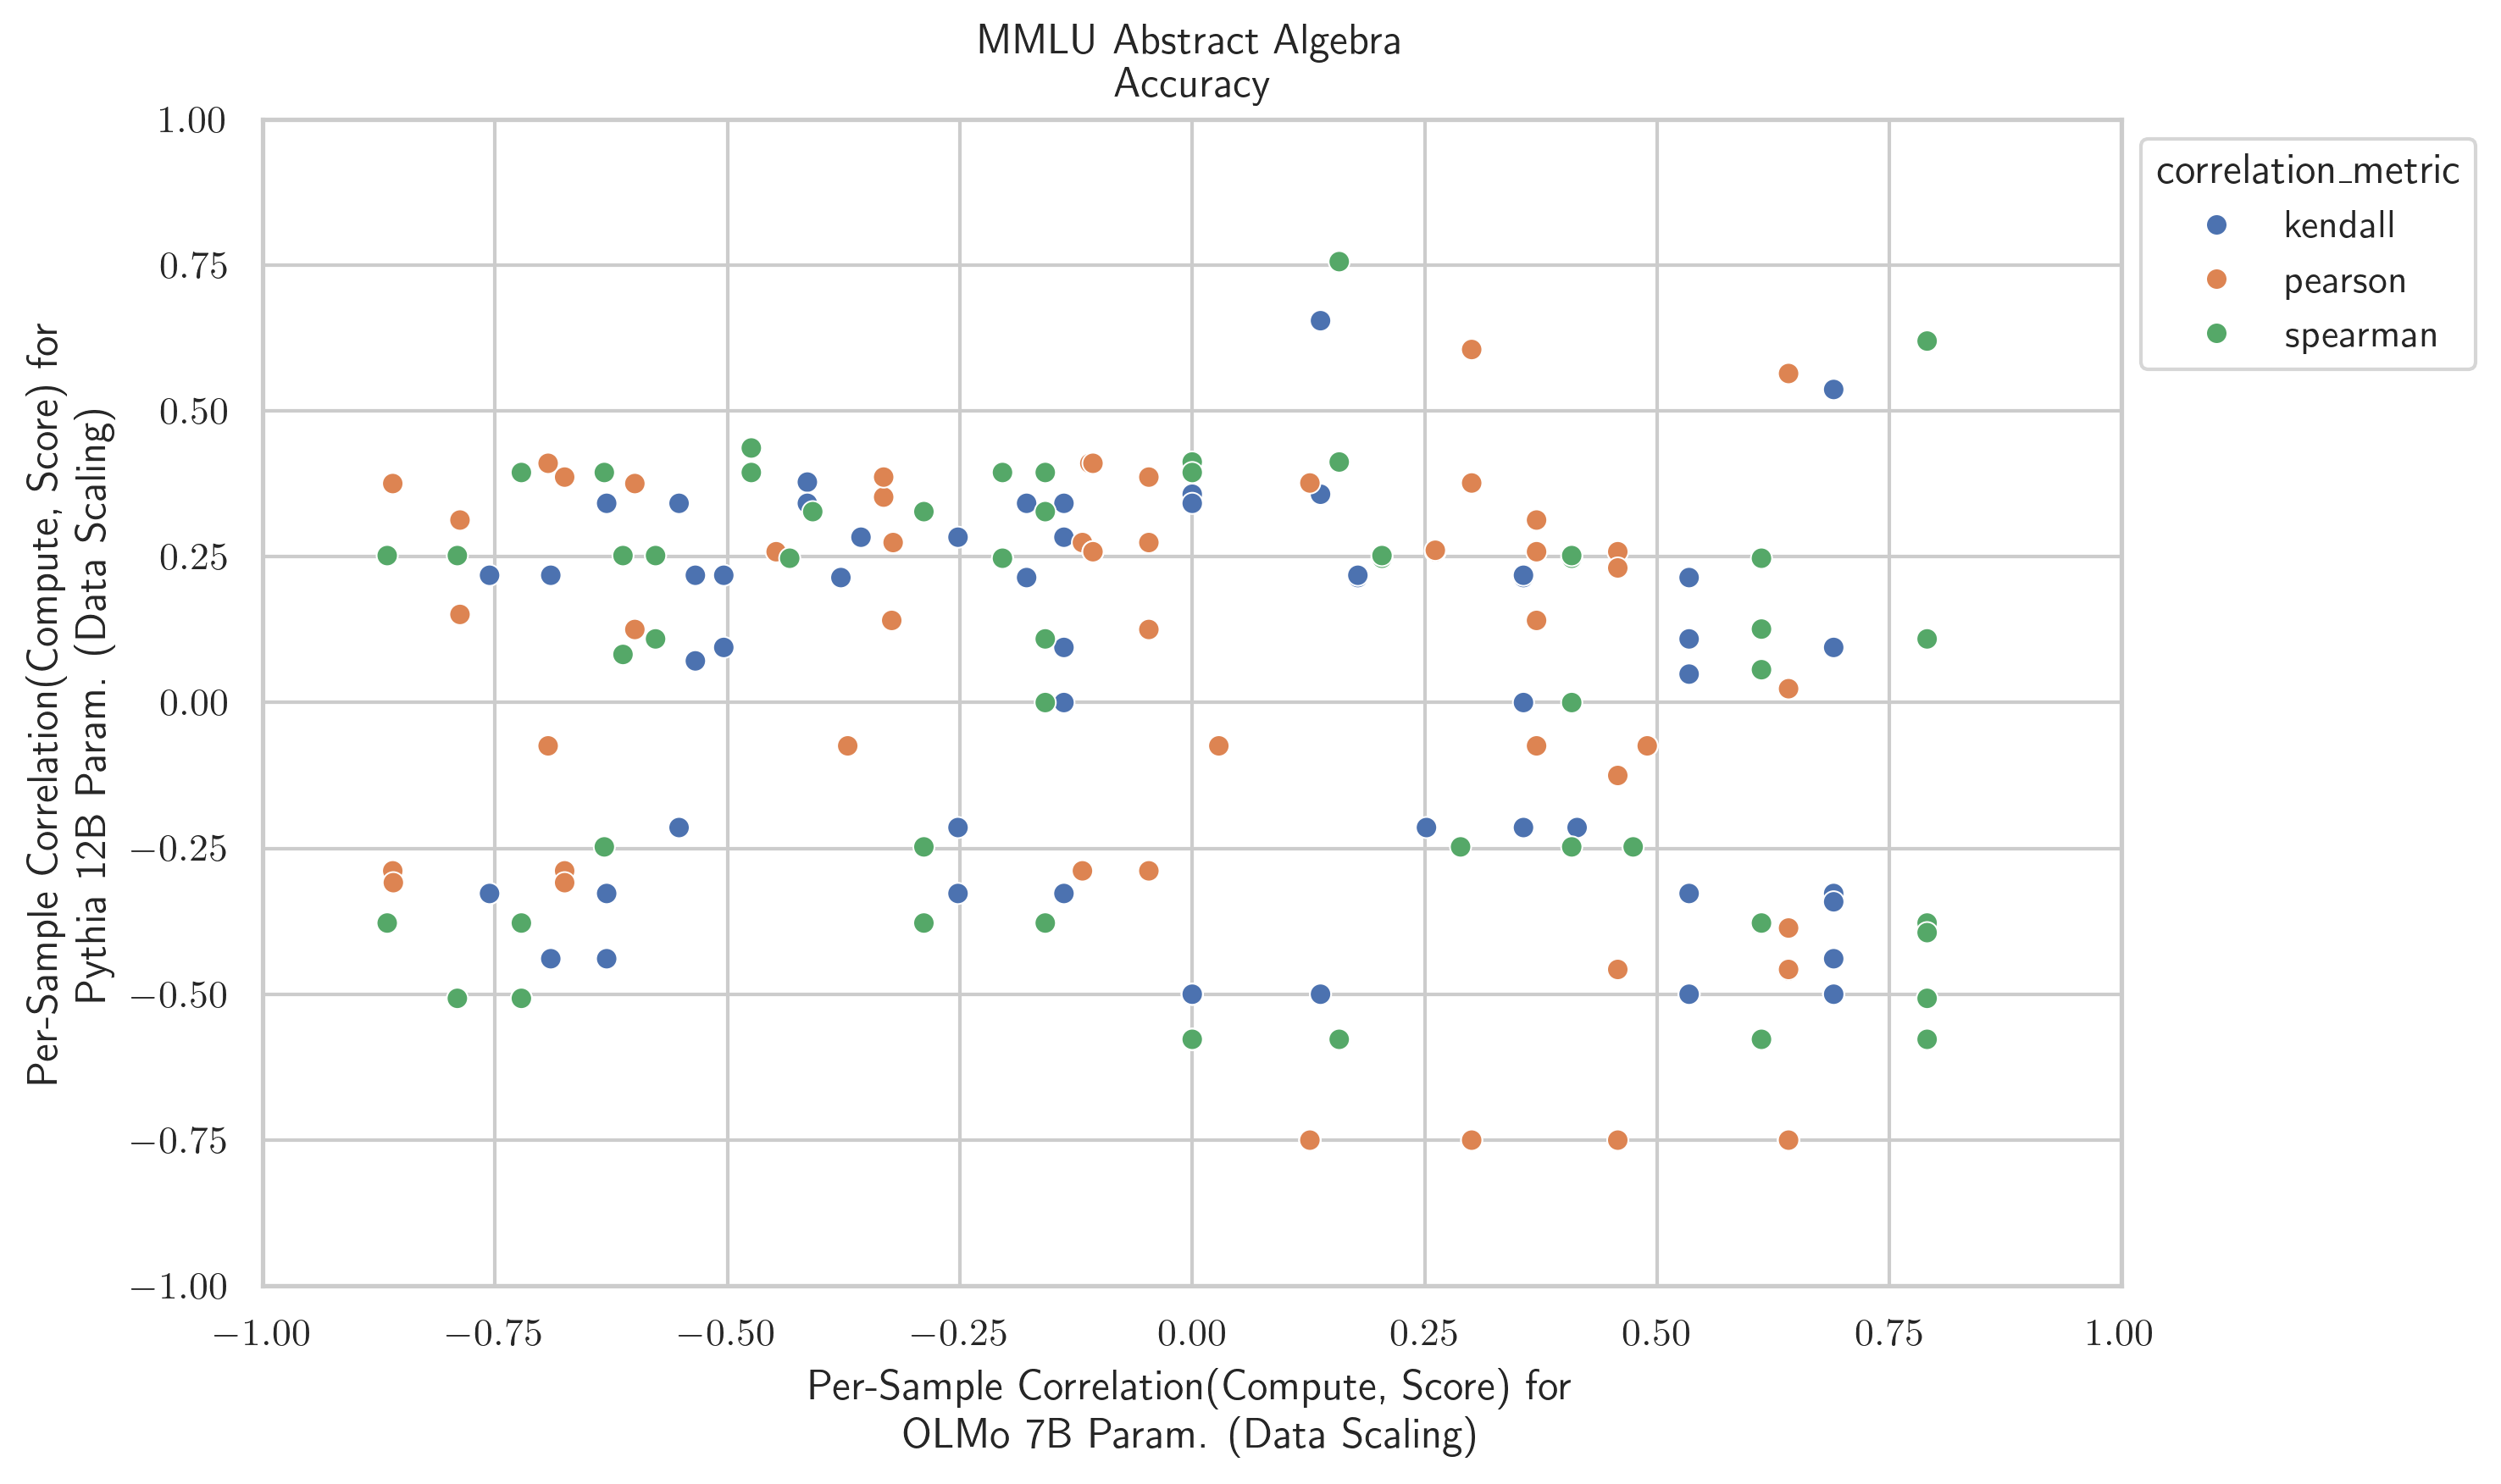 MMLU Abstract Algebra
Accuracy
1.00
0.75
0.50
0.25
0.00
−0.25
−0.50
−0.75
−1.00
Per-Sample Correlation(Compute, Score) for
Pythia 12B Param. (Data Scaling)
correlation_metric
kendall
pearson
spearman
−1.00 −0.75 −0.50 −0.25 0.00 0.25 0.50 0.75 1.00
Per-Sample Correlation(Compute, Score) for
OLMo 7B Param. (Data Scaling)